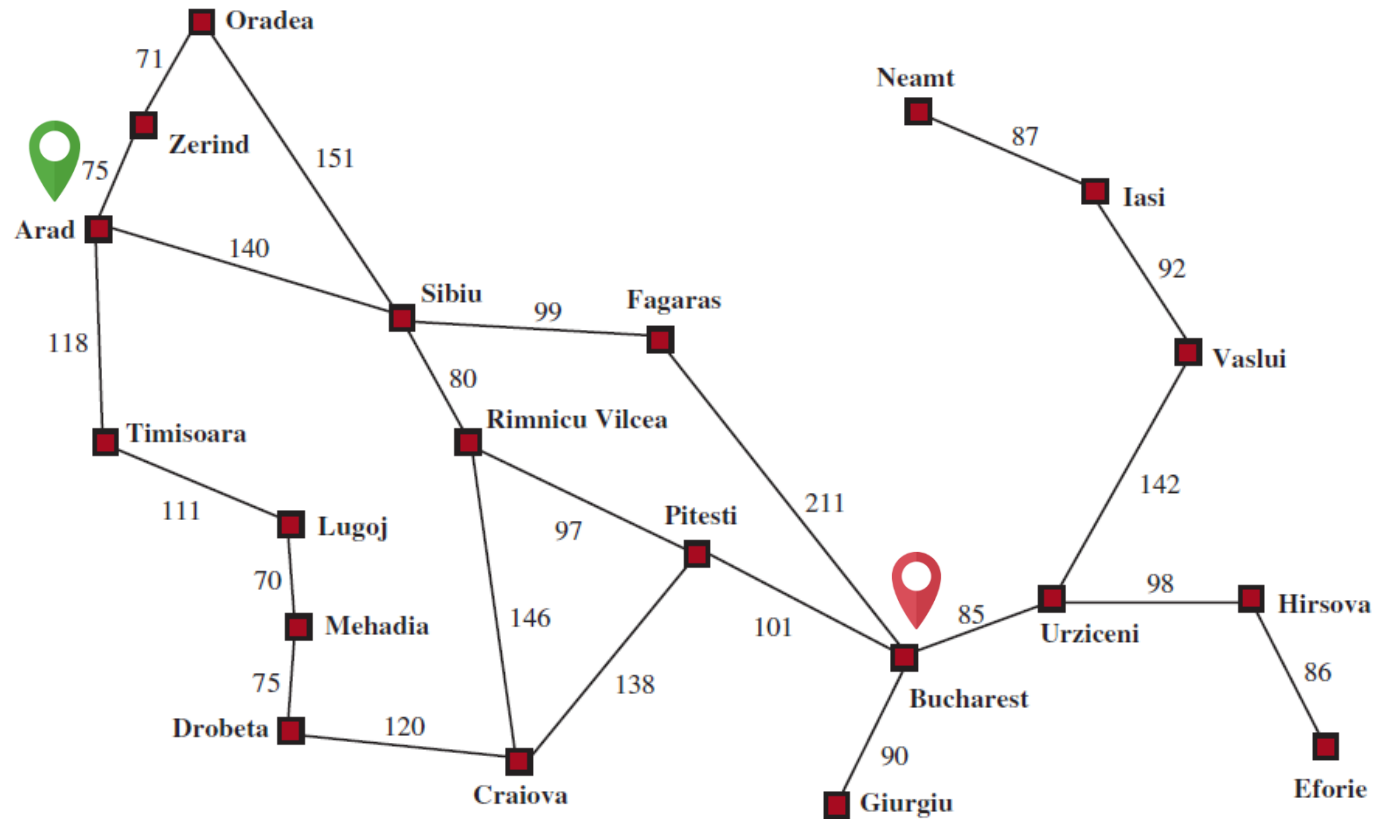 Oradea
71
Neamt
87
Zerind
151
75
Iasi
Arad
140
92
Sibiu
Fagaras
99
118
Vaslui
80
Timisoara
Rimnicu Vilcea
142
211
111
Lugoj
97
Pitesti
70
98
Hirsova
146
101
85
Urziceni
Mehadia
86
75
138
Bucharest
Drobeta
120
90
Craiova
Giurgiu
Eforie